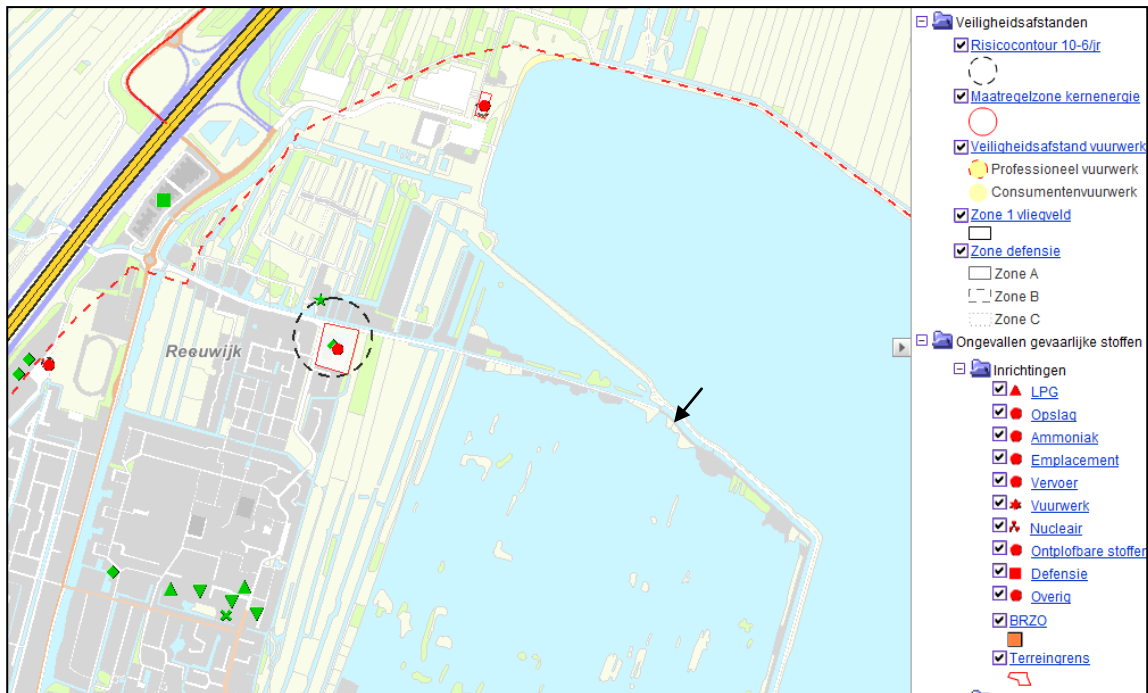 Reeuwijk
Veiligheidsafstanden
Risicocontour 10-6/jr
Maatregelzone kernenergie
Veiligheidsafstand vuurwerk
Professioneel vuurwerk
Consumentenvuurwerk
Zone 1 vliegveld
Zone defensie
Zone A
Zone B
Zone C
Ongevallen gevaarlijke stoffen
Inrichtingen
LPG
Opslag
Ammoniak
Emplacement
Vervoer
Vuurwerk
Nucleair
Ontplofbare stoffen
Defensie
Overig
BRZO
Terreingrens